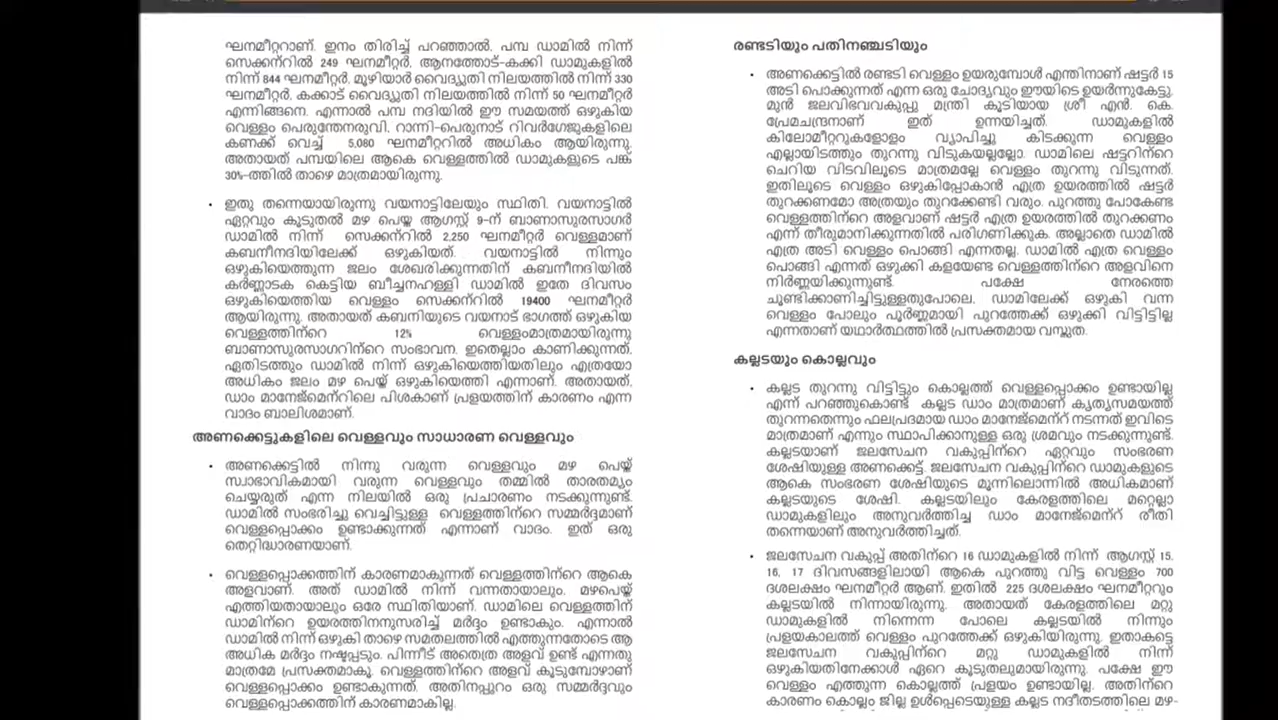 ഘനമീറ്ററാണ്. ഇനം തിരിച്ച് പറഞ്ഞാൽ, പമ്പ ഡാമിൽ നിന്ന്
സെക്കന്റിൽ 249 ഘനമീറ്റർ, ആനത്തോട്-കക്കി ഡാമുകളിൽ
നിന്ന് 844 ഘനമീറ്റർ, മൂഴിയാർ വൈദ്യുതി നിലയത്തിൽ നിന്ന് 330
ഘനമീറ്റർ, കക്കാട് വൈദ്യുതി നിലയത്തിൽ നിന്ന് 50 ഘനമീറ്റർ
എന്നിങ്ങനെ. എന്നാൽ പമ്പ നദിയിൽ ഈ സമയത്ത് ഒഴുകിയ
വെള്ളം പെരുന്തേനരുവി, റാന്നി-പെരുനാട് റിവർഗേജുകളിലെ
കണക്ക് വെച്ച് 5,080 ഘനമീറ്ററിൽ അധികം ആയിരുന്നു.
അതായത് പമ്പയിലെ ആകെ വെള്ളത്തിൽ ഡാമുകളുടെ പങ്ക്
30%-ത്തിൽ താഴെ മാത്രമായിരുന്നു.
• ഇതു തന്നെയായിരുന്നു വയനാട്ടിലേയും സ്ഥിതി. വയനാട്ടിൽ
ഏറ്റവും കൂടുതൽ മഴ പെയ്ത ആഗസ്റ്റ് 9-ന് ബാണാസുരസാഗർ
ഡാമിൽ നിന്ന് സെക്കന്റിൽ 2,250 ഘനമീറ്റർ വെള്ളമാണ്
കബനീനദിയിലേക്ക് ഒഴുകിയത്. വയനാട്ടിൽ നിന്നും
ഒഴുകിയെത്തുന്ന ജലം ശേഖരിക്കുന്നതിന് കബനീനദിയിൽ
കർണ്ണാടക കെട്ടിയ ബീച്ചനഹള്ളി ഡാമിൽ ഇതേ ദിവസം
ഒഴുകിയെത്തിയ വെള്ളം സെക്കന്റിൽ 19400 ഘനമീറ്റർ
ആയിരുന്നു. അതായത് കബനിയുടെ വയനാട് ഭാഗത്ത് ഒഴുകിയ
വെള്ളത്തിന്റെ 12% വെള്ളംമാത്രമായിരുന്നു
ബാണാസുരസാഗറിന്റെ സംഭാവന. ഇതെല്ലാം കാണിക്കുന്നത്,
ഏതിടത്തും ഡാമിൽ നിന്ന് ഒഴുകിയെത്തിയതിലും എത്രയോ
അധികം ജലം മഴ പെയ്ത് ഒഴുകിയെത്തി എന്നാണ്. അതായത്,
ഡാം മാനേജ്മെന്റിലെ പിശകാണ് പ്രളയത്തിന് കാരണം എന്ന
വാദം ബാലിശമാണ്.
അണക്കെട്ടുകളിലെ വെള്ളവും സാധാരണ വെള്ളവും
• അണക്കെട്ടിൽ നിന്നു വരുന്ന വെള്ളവും മഴ പെയ്ത്
സ്വാഭാവികമായി വരുന്ന വെള്ളവും തമ്മിൽ താരതമ്യം
ചെയ്യരുത് എന്ന നിലയിൽ ഒരു പ്രചാരണം നടക്കുന്നുണ്ട്.
ഡാമിൽ സംഭരിച്ചു വെച്ചിട്ടുള്ള വെള്ളത്തിന്റെ സമ്മർദ്ദമാണ്
വെള്ളപ്പൊക്കം ഉണ്ടാക്കുന്നത് എന്നാണ് വാദം. ഇത് ഒരു
തെറ്റിദ്ധാരണയാണ്.
• വെള്ളപ്പൊക്കത്തിന് കാരണമാകുന്നത് വെള്ളത്തിന്റെ ആകെ
അളവാണ്. അത് ഡാമിൽ നിന്ന് വന്നതായാലും, മഴപെയ്ത്
എത്തിയതായാലും ഒരേ സ്ഥിതിയാണ്. ഡാമിലെ വെള്ളത്തിന്
ഡാമിന്റെ ഉയരത്തിനനുസരിച്ച് മർദ്ദം ഉണ്ടാകും. എന്നാൽ
ഡാമിൽ നിന്ന് ഒഴുകി താഴെ സമതലത്തിൽ എത്തുന്നതോടെ ആ
അധിക മർദ്ദം നഷ്ടപ്പടും. പിന്നീട് അതെത്ര അളവ് ഉണ്ട് എന്നതു
മാത്രമേ പ്രസക്തമാകൂ. വെള്ളത്തിന്റെ അളവ് കൂടുമ്പോഴാണ്
വെള്ളപ്പൊക്കം ഉണ്ടാകുന്നത്. അതിനപ്പുറം ഒരു സമ്മർദ്ദവും
വെള്ളപ്പൊക്കത്തിന് കാരണമാകില്ല.
രണ്ടടിയും പതിനഞ്ചടിയും
• അണക്കെട്ടിൽ രണ്ടടി വെള്ളം ഉയരുമ്പോൾ എന്തിനാണ് ഷട്ടർ 15
അടി പൊക്കുന്നത് എന്ന ഒരു ചോദ്യവും ഈയിടെ ഉയർന്നുകേട്ടു.
മുൻ ജലവിഭവവകുപ്പു മന്ത്രി കൂടിയായ ശ്രീ എൻ. കെ.
പ്രേമചന്ദ്രനാണ് ഇത് ഉന്നയിച്ചത്. ഡാമുകളിൽ
കിലോമീറ്ററുകളോളം വ്യാപിച്ചു കിടക്കുന്ന വെള്ളം
എല്ലായിടത്തും തുറന്നു വിടുകയല്ലല്ലോ. ഡാമിലെ ഷട്ടറിന്റെ
ചെറിയ വിടവിലൂടെ മാത്രമല്ലേ വെള്ളം തുറന്നു വിടുന്നത്.
ഇതിലൂടെ വെള്ളം ഒഴുകിപ്പോകാൻ എത്ര ഉയരത്തിൽ ഷട്ടർ
തുറക്കണമോ അത്രയും തുറക്കേണ്ടി വരും. പുറത്തു പോകേണ്ട
വെള്ളത്തിന്റെ അളവാണ് ഷട്ടർ എത്ര ഉയരത്തിൽ തുറക്കണം
എന്ന് തീരുമാനിക്കുന്നതിൽ പരിഗണിക്കുക. അല്ലാതെ ഡാമിൽ
എത്ര അടി വെള്ളം പൊങ്ങി എന്നതല്ല. ഡാമിൽ എത്ര വെള്ളം
പൊങ്ങി എന്നത് ഒഴുക്കി കളയേണ്ട വെള്ളത്തിന്റെ അളവിനെ
നിർണ്ണയിക്കുന്നുണ്ട്. പക്ഷേ നേരത്തെ
ചൂണ്ടിക്കാണിച്ചിട്ടുള്ളതുപോലെ, ഡാമിലേക്ക് ഒഴുകി വന്ന
വെള്ളം പോലും പൂർണ്ണമായി പുറത്തേക്ക് ഒഴുക്കി വിട്ടിട്ടില്ല
എന്നതാണ് യഥാർത്ഥത്തിൽ പ്രസക്തമായ വസ്തുത.
കല്ലടയും കൊല്ലവും
• കല്ലട തുറന്നു വിട്ടിട്ടും കൊല്ലത്ത് വെള്ളപ്പൊക്കം ഉണ്ടായില്ല
എന്ന് പറഞ്ഞുകൊണ്ട് കല്ലട ഡാം മാത്രമാണ് കൃത്യസമയത്ത്
തുറന്നതെന്നും ഫലപ്രദമായ ഡാം മാനേജ്മെന്റ് നടന്നത് ഇവിടെ
മാത്രമാണ് എന്നും സ്ഥാപിക്കാനുള്ള ഒരു ശ്രമവും നടക്കുന്നുണ്ട്.
കല്ലടയാണ് ജലസേചന വകുപ്പിന്റെ ഏറ്റവും സംഭരണ
ശേഷിയുള്ള അണക്കെട്ട്. ജലസേചന വകുപ്പിന്റെ ഡാമുകളുടെ
ആകെ സംഭരണ ശേഷിയുടെ മൂന്നിലൊന്നിൽ അധികമാണ്
കല്ലടയുടെ ശേഷി. കല്ലടയിലും കേരളത്തിലെ മറ്റെല്ലാ
ഡാമുകളിലും അനുവർത്തിച്ച ഡാം മാനേജ്മെന്റ് രീതി
തന്നെയാണ് അനുവർത്തിച്ചത്.
• ജലസേചന വകുപ്പ് അതിന്റെ 16 ഡാമുകളിൽ നിന്ന് ആഗസ്റ്റ് 15,
16, 17 ദിവസങ്ങളിലായി ആകെ പുറത്തു വിട്ട വെള്ളം 700
ദശലക്ഷം ഘനമീറ്റർ ആണ്. ഇതിൽ 225 ദശലക്ഷം ഘനമീറ്ററും
കല്ലടയിൽ നിന്നായിരുന്നു. അതായത് കേരളത്തിലെ മറ്റു
ഡാമുകളിൽ നിന്നെന്ന പോലെ കല്ലടയിൽ നിന്നും
പ്രളയകാലത്ത് വെള്ളം പുറത്തേക്ക് ഒഴുകിയിരുന്നു. ഇതാകട്ടെ
ജലസേചന വകുപ്പിന്റെ മറ്റു ഡാമുകളിൽ നിന്ന്
ഒഴുകിയതിനേക്കാൾ ഏറെ കൂടുതലുമായിരുന്നു. പക്ഷേ ഈ
വെള്ളം എത്തുന്ന കൊല്ലത്ത് പ്രളയം ഉണ്ടായില്ല. അതിന്റെ
കാരണം കൊല്ലം ജില്ല ഉൾപ്പെടെയുള്ള കല്ലട നദീതടത്തിലെ മഴ-